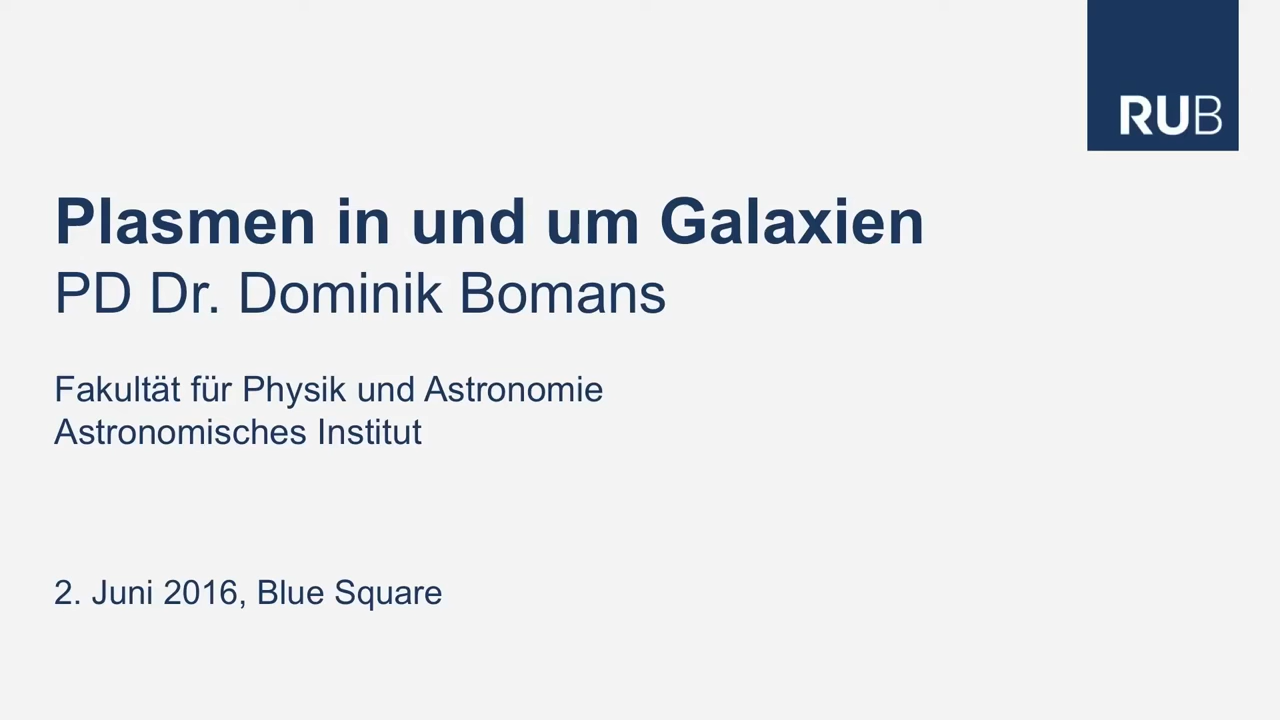 RUB
Plasmen in und um Galaxien
PD Dr. Dominik Bomans
Fakultät für Physik und Astronomie
Astronomisches Institut
2. Juni 2016, Blue Square